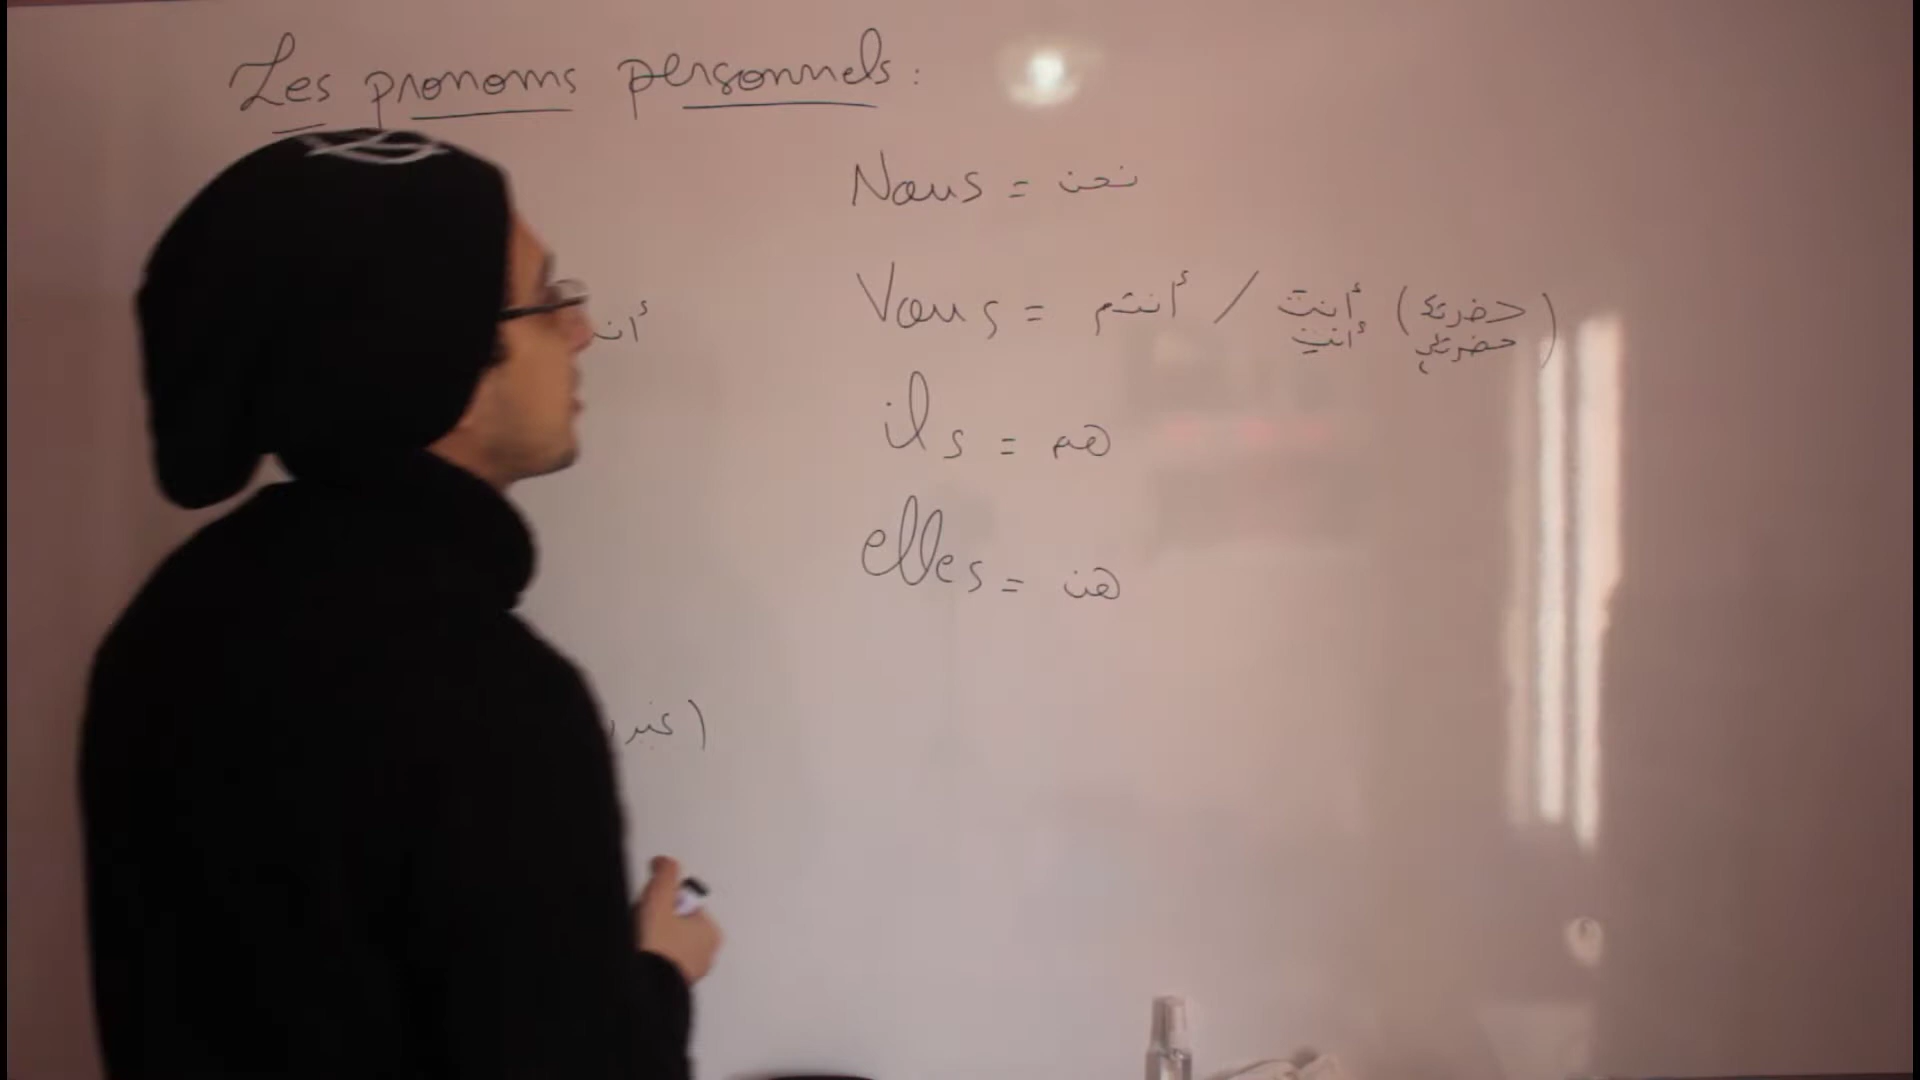 Les pronoms personnels :
Nous = نحن
Vous = أنتم / أنتَ (حضرتكَ)
أنتِ حضرتكِ
ils = هم
elles = هن